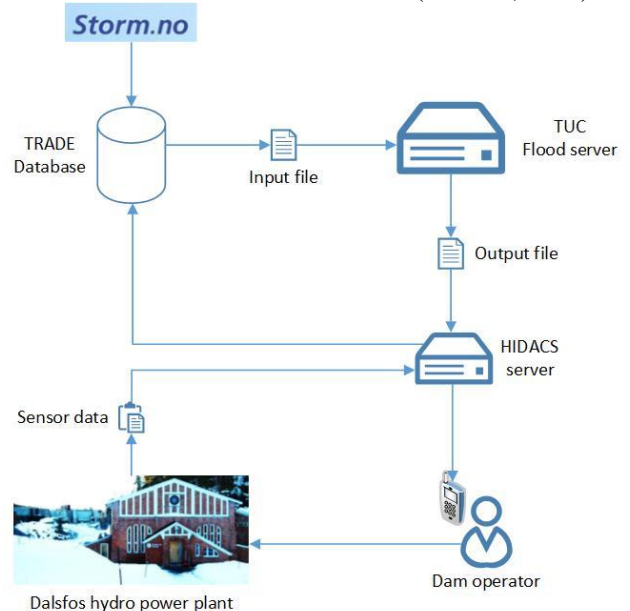 Storm.no
TRADE
Database
Input file
TUC
Flood server
Output file
HIDACS
server
Sensor data
Dam operator
Dalsfos hydro power plant